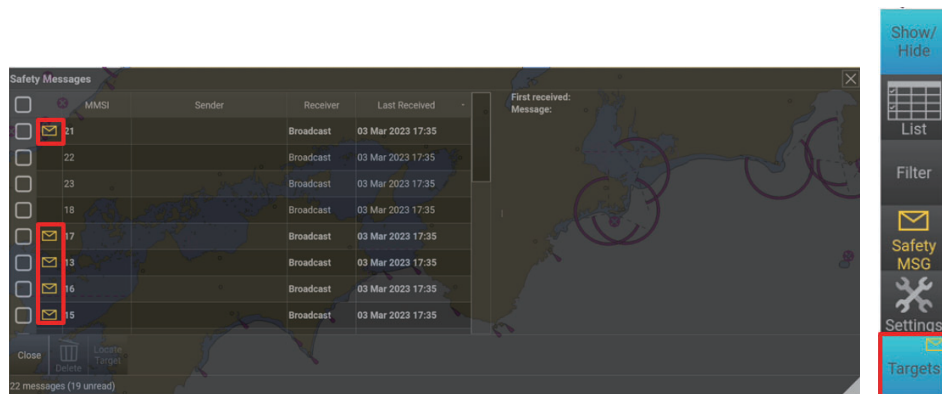 Safety Messages
MMSI Sender Receiver Last Received
21 Broadcast 03 Mar 2023 17:35
22 Broadcast 03 Mar 2023 17:35
23 Broadcast 03 Mar 2023 17:35
18 Broadcast 03 Mar 2023 17:35
17 Broadcast 03 Mar 2023 17:35
13 Broadcast 03 Mar 2023 17:35
16 Broadcast 03 Mar 2023 17:35
15 Broadcast 03 Mar 2023 17:35
Close
Delete
Locate
Target
22 messages (19 unread)
First received:
Message:
Show/
Hide
List
Filter
Safety
MSG
Settings
Targets